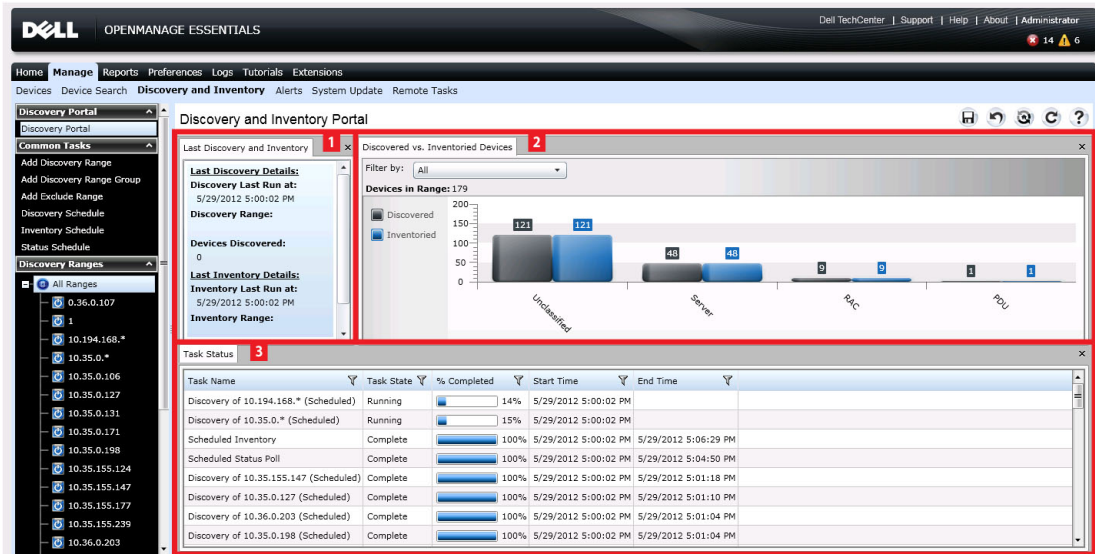 DELL OPENMANAGE ESSENTIALS
Dell TechCenter | Support | Help | About | Administrator
14 6
Home Manage Reports Preferences Logs Tutorials Extensions
Devices Device Search Discovery and Inventory Alerts System Update Remote Tasks
Discovery Portal
Discovery Portal
Common Tasks
Add Discovery Range
Add Discovery Range Group
Add Exclude Range
Discovery Schedule
Inventory Schedule
Status Schedule
Discovery Ranges
All Ranges
0.36.0.107
1
10.194.168.*
10.35.0.*
10.35.0.106
10.35.0.127
10.35.0.131
10.35.0.171
10.35.0.198
10.35.155.124
10.35.155.147
10.35.155.177
10.35.155.239
10.36.0.203
Discovery and Inventory Portal
?
Last Discovery and Inventory 1 x
Last Discovery Details:
Discovery Last Run at:
5/29/2012 5:00:02 PM
Discovery Range:
Devices Discovered:
0
Last Inventory Details:
Inventory Last Run at:
5/29/2012 5:00:02 PM
Inventory Range:
Discovered vs. Inventoried Devices 2 x
Filter by: All
Devices in Range: 179
Discovered
Inventoried
200
150
100
50
0
121 121
48 48
9 9
1 1
Unclassified Server RAC PDU
Task Status 3 x
Task Name Task State % Completed Start Time End Time
Discovery of 10.194.168.* (Scheduled) Running 14% 5/29/2012 5:00:02 PM
Discovery of 10.35.0.* (Scheduled) Running 15% 5/29/2012 5:00:02 PM
Scheduled Inventory Complete 100% 5/29/2012 5:00:02 PM 5/29/2012 5:06:29 PM
Scheduled Status Poll Complete 100% 5/29/2012 5:00:02 PM 5/29/2012 5:04:50 PM
Discovery of 10.35.155.147 (Scheduled) Complete 100% 5/29/2012 5:00:02 PM 5/29/2012 5:01:18 PM
Discovery of 10.35.0.127 (Scheduled) Complete 100% 5/29/2012 5:00:02 PM 5/29/2012 5:01:10 PM
Discovery of 10.36.0.203 (Scheduled) Complete 100% 5/29/2012 5:00:02 PM 5/29/2012 5:01:04 PM
Discovery of 10.35.0.198 (Scheduled) Complete 100% 5/29/2012 5:00:02 PM 5/29/2012 5:01:04 PM